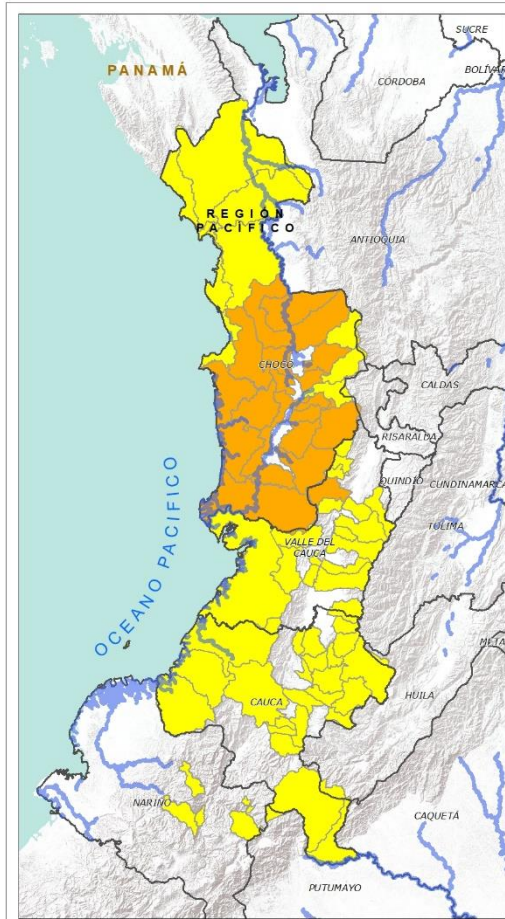 SUCRE
PANAMÁ
BOLÍVAR
CÓRDOBA
REGIÓN
PACÍFICO
ANTIOQUIA
CHOCÓ
CALDAS
RISARALDA
QUINDÍO
CUNDINAMARCA
OCEANO PACIFICO
TOLIMA
VALLE DEL
CAUCA
META
HUILA
CAUCA
NARIÑO
CAQUETÁ
PUTUMAYO